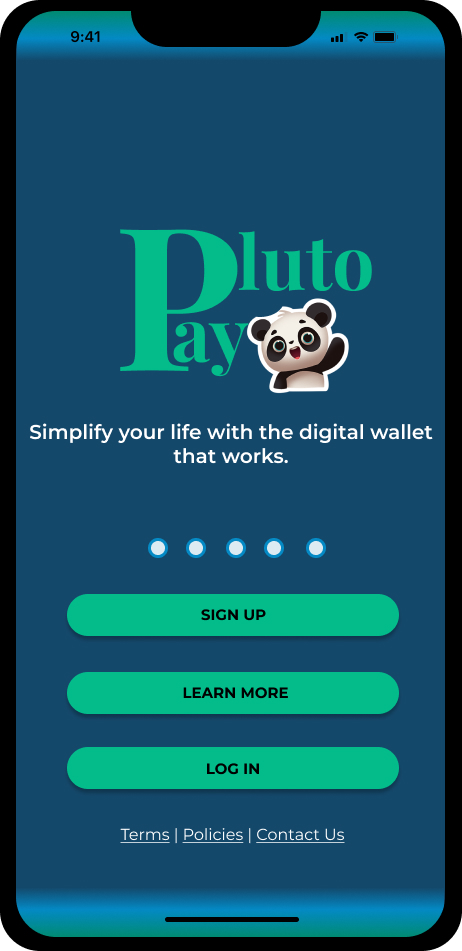 9:41
Pluto
Pay
Simplify your life with the digital wallet
that works.
SIGN UP
LEARN MORE
LOG IN
Terms | Policies | Contact Us